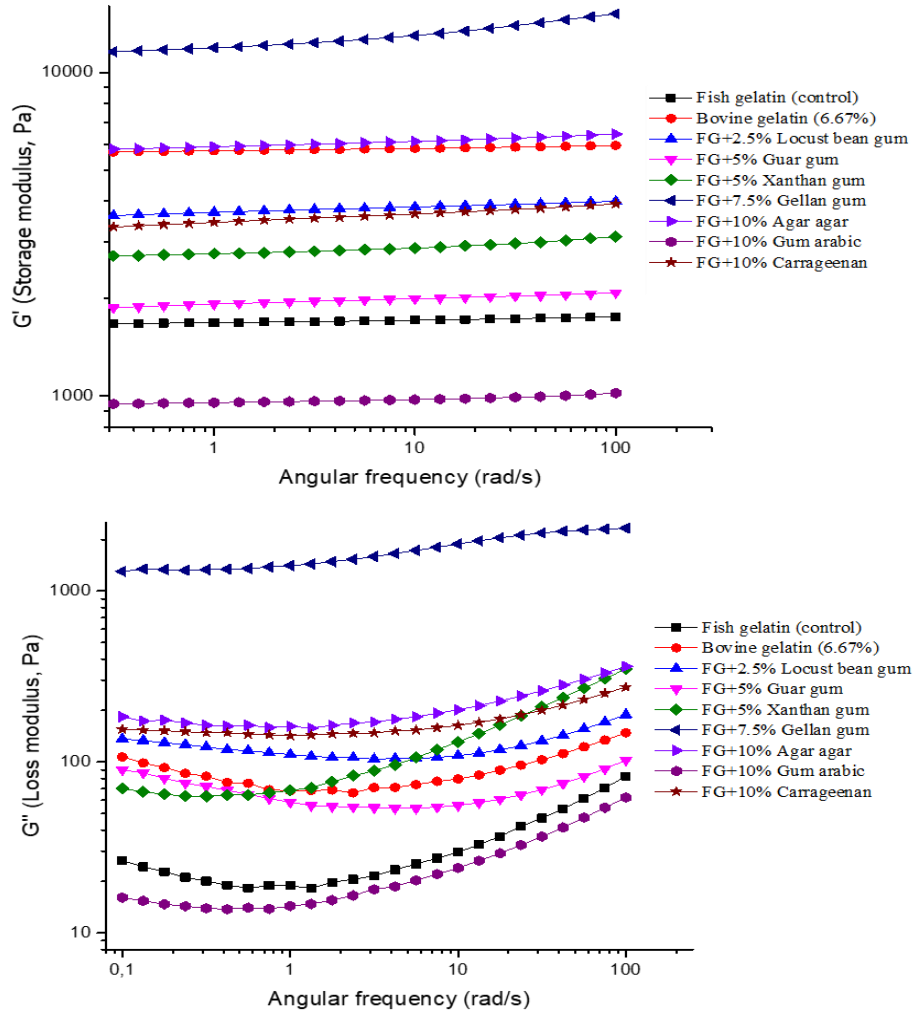 10000
1000
G' (Storage modulus, Pa)
1
10
100
Angular frequency (rad/s)
Fish gelatin (control)
Bovine gelatin (6.67%)
FG+2.5% Locust bean gum
FG+5% Guar gum
FG+5% Xanthan gum
FG+7.5% Gellan gum
FG+10% Agar agar
FG+10% Gum arabic
FG+10% Carrageenan
1000
100
10
G'' (Loss modulus, Pa)
0,1
1
10
100
Angular frequency (rad/s)
Fish gelatin (control)
Bovine gelatin (6.67%)
FG+2.5% Locust bean gum
FG+5% Guar gum
FG+5% Xanthan gum
FG+7.5% Gellan gum
FG+10% Agar agar
FG+10% Gum arabic
FG+10% Carrageenan